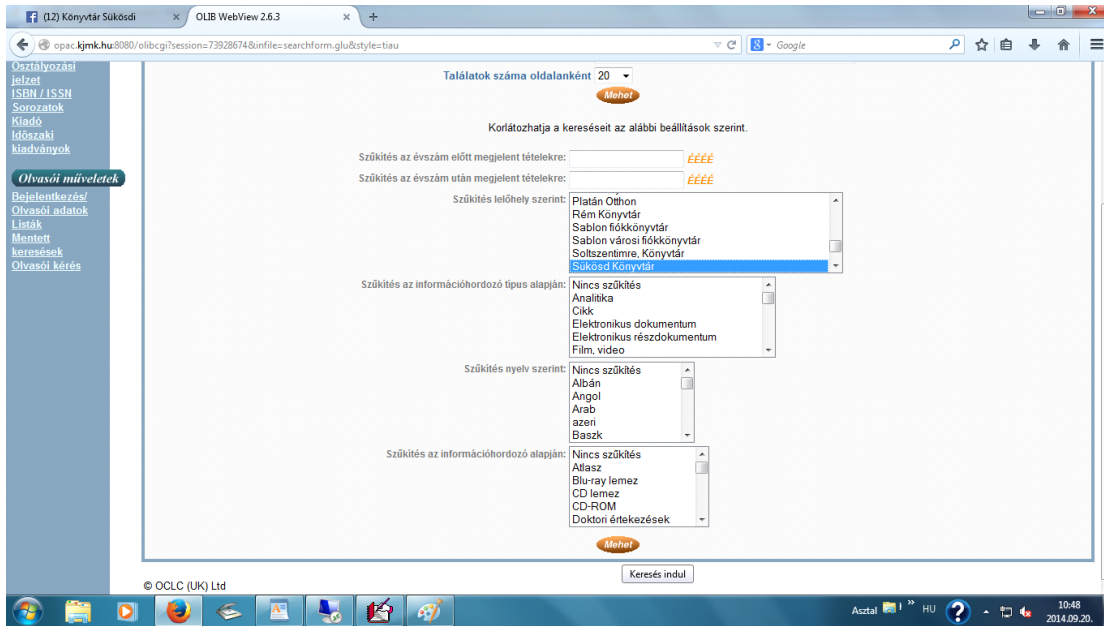 (12) Könyvtár Sükösdi
OLIB WebView 2.6.3
opac.kjmk.hu:8080/olibcgi?session=73928674&infile=searchform.glu&style=tiau
Google
Osztályozási
jelzet
ISBN / ISSN
Sorozatok
Kiadó
Időszaki
kiadványok
Olvasói műveletek
Bejelentkezés/
Olvasói adatok
Listák
Mentett
keresések
Olvasói kérés
Találatok száma oldalanként 20
Mehet
Korlátozhatja a kereséseit az alábbi beállítások szerint.
Szűkítés az évszám előtt megjelent tételekre: ÉÉÉÉ
Szűkítés az évszám után megjelent tételekre: ÉÉÉÉ
Szűkítés lelőhely szerint:
Platán Otthon
Rém Könyvtár
Sablon fiókkönyvtár
Sablon városi fiókkönyvtár
Soltszentimre, Könyvtár
Sükösd Könyvtár
Szűkítés az információhordozó típus alapján:
Nincs szűkítés
Analitika
Cikk
Elektronikus dokumentum
Elektronikus részdokumentum
Film, video
Szűkítés nyelv szerint:
Nincs szűkítés
Albán
Angol
Arab
azeri
Baszk
Szűkítés az információhordozó alapján:
Nincs szűkítés
Atlasz
Blu-ray lemez
CD lemez
CD-ROM
Doktori értekezések
Mehet
Keresés indul
© OCLC (UK) Ltd
Asztal
HU
10:48
2014.09.20.